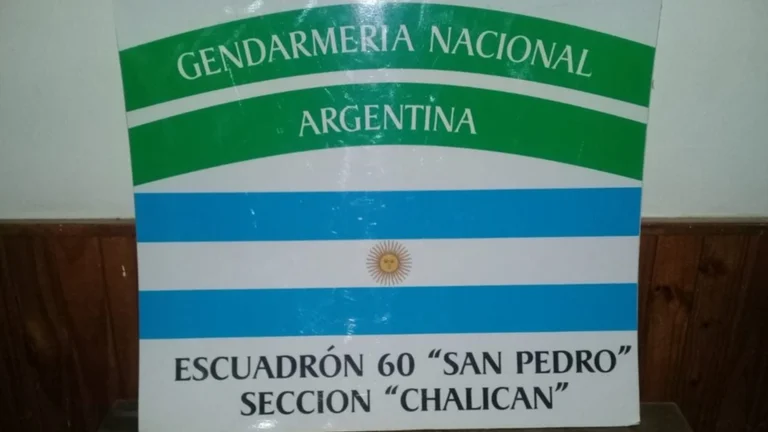 GENDARMERIA NACIONAL
ARGENTINA
ESCUADRÓN 60 “SAN PEDRO”
SECCION “CHALICAN”